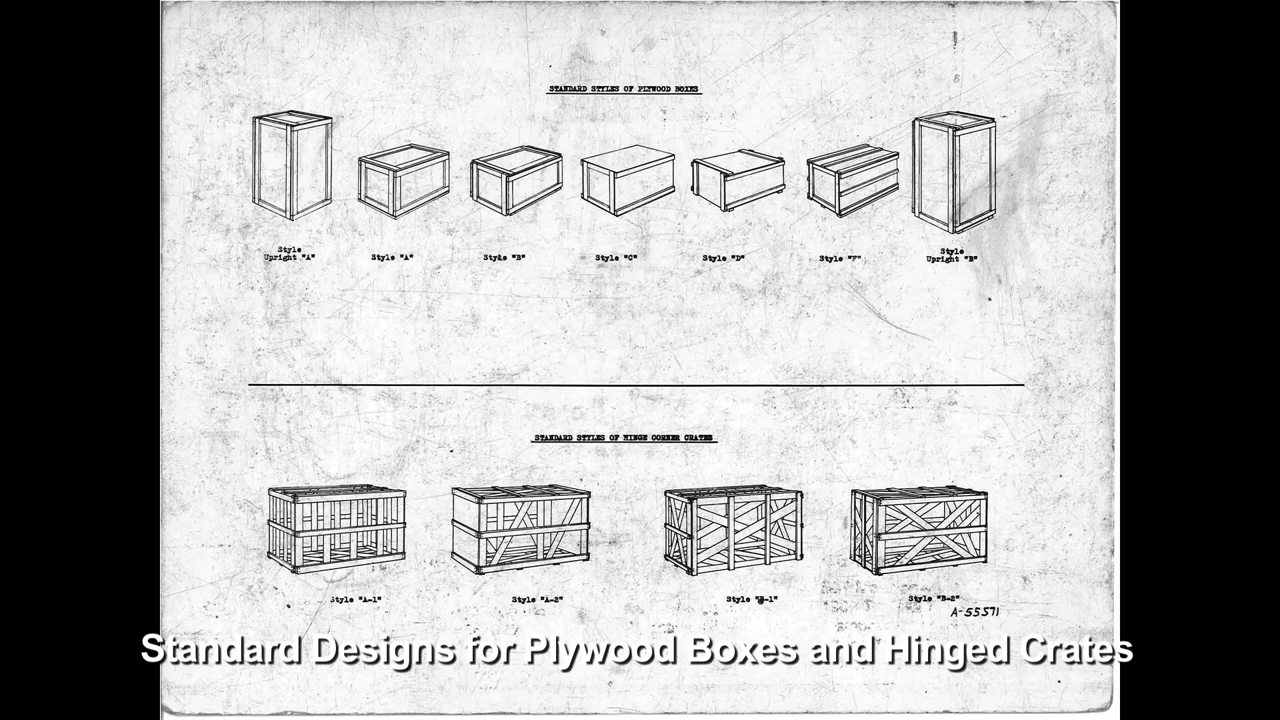 STANDARD STYLES OF PLYWOOD BOXES
Style
Upright "A"
Style "A"
Style "B"
Style "C"
Style "D"
Style "F"
Style
Upright "B"
STANDARD STYLES OF HINGE CORNER CRATES
Style "A-1"
Style "A-2"
Style "B-1"
Style "B-2"
A-55571
Standard Designs for Plywood Boxes and Hinged Crates